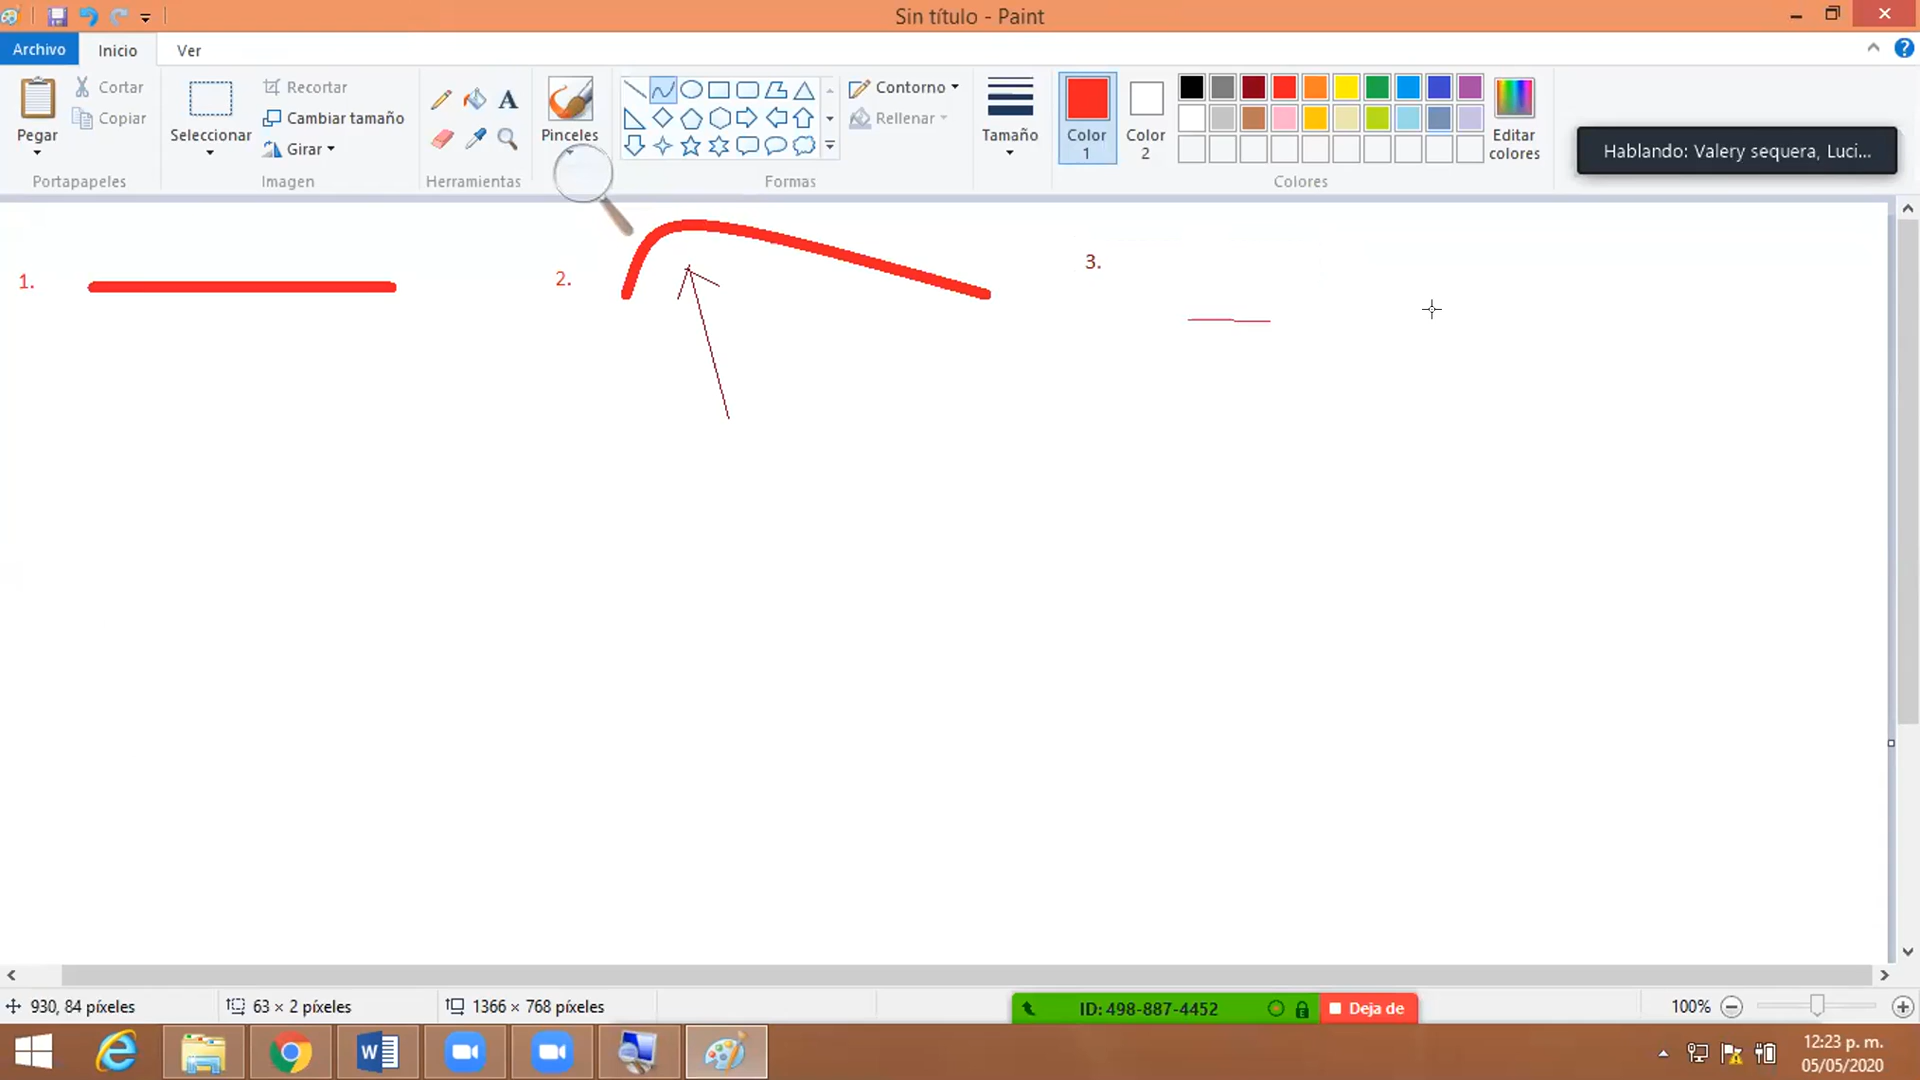 Sin título - Paint
Archivo
Inicio
Ver
Pegar
Cortar
Copiar
Portapapeles
Seleccionar
Recortar
Cambiar tamaño
Girar
Imagen
A
Herramientas
Pinceles
Formas
Contorno
Rellenar
Tamaño
Color 1
Color 2
Editar colores
Colores
Hablando: Valery sequera, Luci...
1.
2.
3.
930, 84 píxeles
63 × 2 píxeles
1366 × 768 píxeles
ID: 498-887-4452
Deja de
100%
12:23 p. m.
05/05/2020